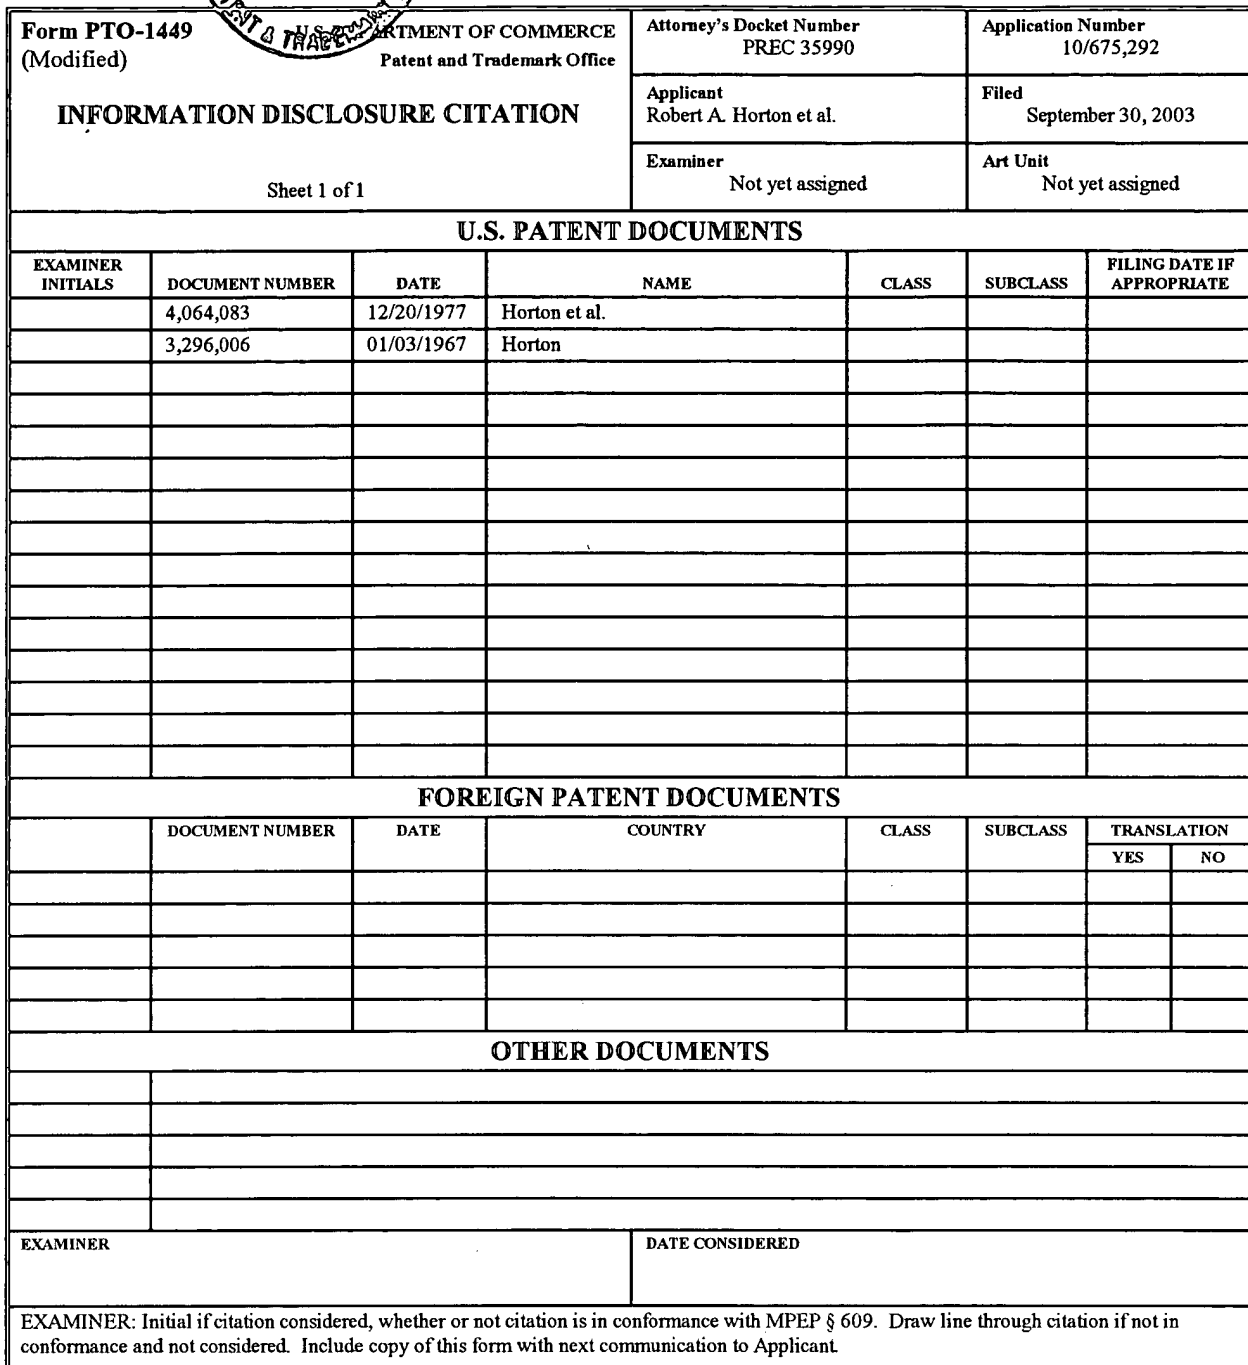 Form PTO-1449
(Modified)
U.S. DEPARTMENT OF COMMERCE
Patent and Trademark Office
INFORMATION DISCLOSURE CITATION
Sheet 1 of 1
Attorney's Docket Number
PREC 35990
Application Number
10/675,292
Applicant
Robert A. Horton et al.
Filed
September 30, 2003
Examiner
Not yet assigned
Art Unit
Not yet assigned
U.S. PATENT DOCUMENTS
EXAMINER INITIALS DOCUMENT NUMBER DATE NAME CLASS SUBCLASS FILING DATE IF APPROPRIATE
4,064,083 12/20/1977 Horton et al.
3,296,006 01/03/1967 Horton
FOREIGN PATENT DOCUMENTS
DOCUMENT NUMBER DATE COUNTRY CLASS SUBCLASS TRANSLATION
YES NO
OTHER DOCUMENTS
EXAMINER DATE CONSIDERED
EXAMINER: Initial if citation considered, whether or not citation is in conformance with MPEP § 609. Draw line through citation if not in
conformance and not considered. Include copy of this form with next communication to Applicant.